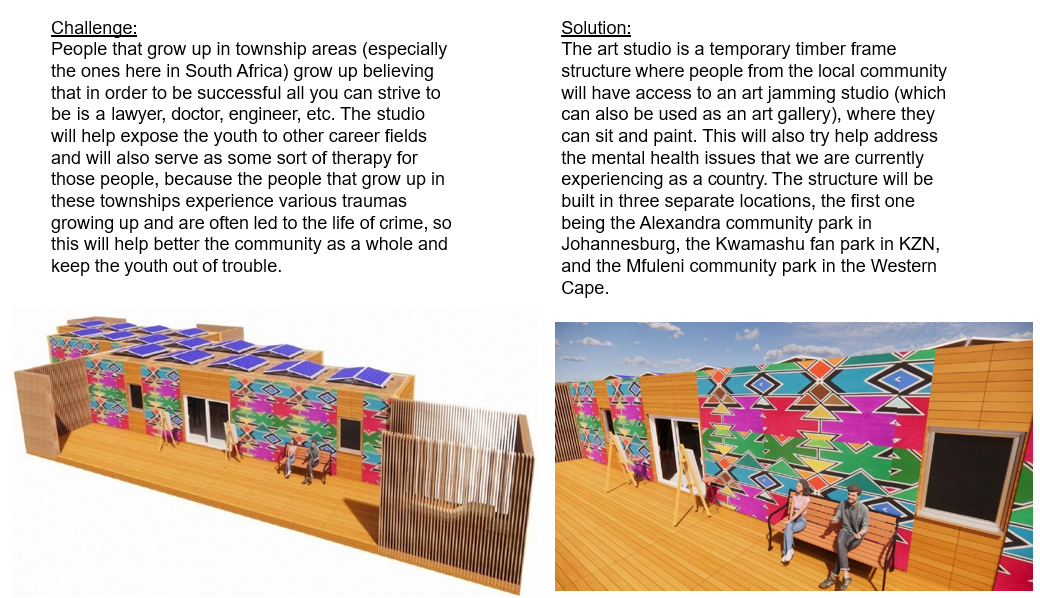 Challenge:
People that grow up in township areas (especially
the ones here in South Africa) grow up believing
that in order to be successful all you can strive to
be is a lawyer, doctor, engineer, etc. The studio
will help expose the youth to other career fields
and will also serve as some sort of therapy for
those people, because the people that grow up in
these townships experience various traumas
growing up and are often led to the life of crime, so
this will help better the community as a whole and
keep the youth out of trouble.
Solution:
The art studio is a temporary timber frame
structure where people from the local community
will have access to an art jamming studio (which
can also be used as an art gallery), where they
can sit and paint. This will also try help address
the mental health issues that we are currently
experiencing as a country. The structure will be
built in three separate locations, the first one
being the Alexandra community park in
Johannesburg, the Kwamashu fan park in KZN,
and the Mfuleni community park in the Western
Cape.